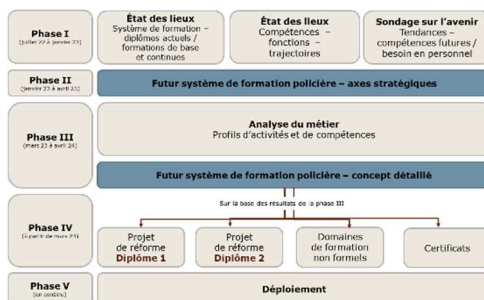 Phase I
(juillet 22 à janvier 23)
État des lieux
Système de formation –
diplômes actuels /
formations de base
et continues
État des lieux
Compétences –
fonctions –
trajectoires
Sondage sur l'avenir
Tendances –
compétences futures /
besoin en personnel
Phase II
(janvier 23 à avril 23)
Futur système de formation policière – axes stratégiques
Phase III
(mars 23 à avril 24)
Analyse du métier
Profils d'activités et de compétences
Futur système de formation policière – concept détaillé
Sur la base des résultats de la phase III
Phase IV
(à partir de mars 24)
Projet
de réforme
Diplôme 1
Projet
de réforme
Diplôme 2
Domaines
de formation
non formels
Certificats
Phase V
(en continu)
Déploiement